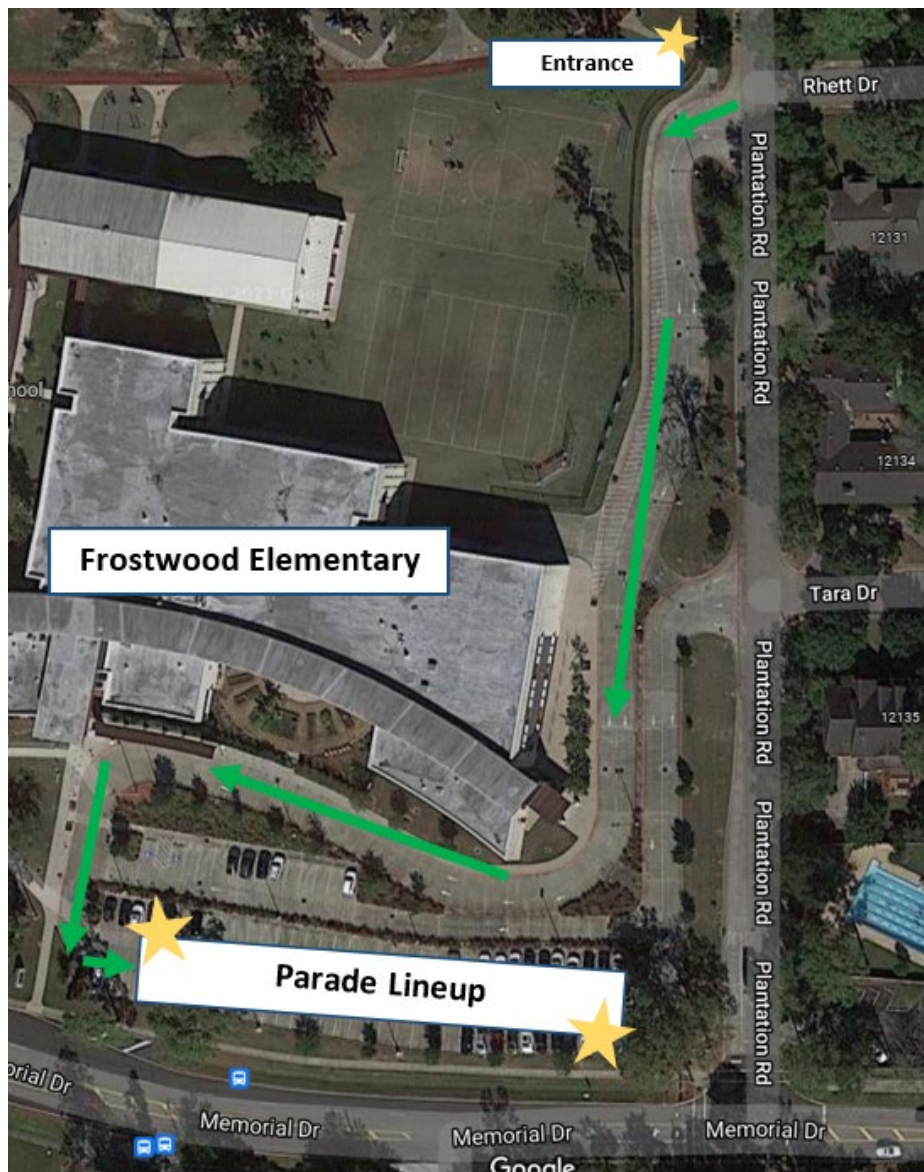 Entrance
Rhett Dr
Plantation Rd
12131
Plantation Rd
hool
12134
Frostwood Elementary
Tara Dr
Plantation Rd
12135
Plantation Rd
Parade Lineup
Plantation Rd
orial Dr
Memorial Dr
Memorial Dr
Memorial Dr
Google